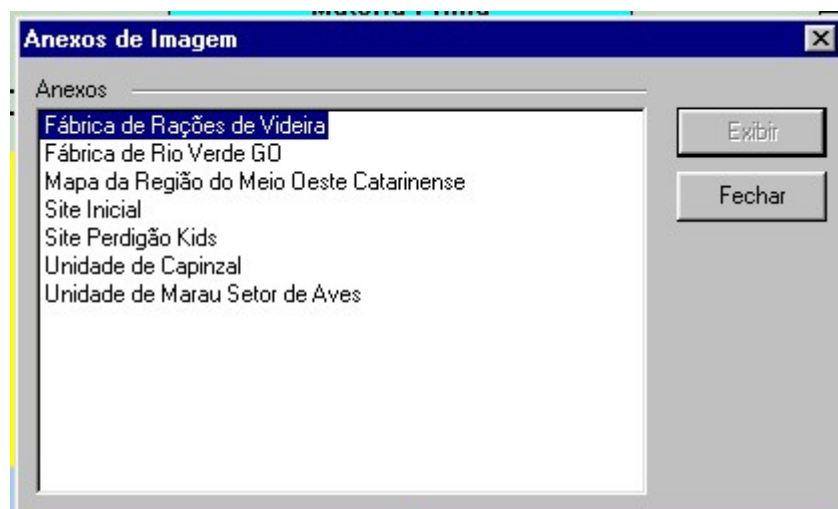 Anexos de Imagem
Anexos
Fábrica de Rações de Videira
Fábrica de Rio Verde GO
Mapa da Região do Meio Oeste Catarinense
Site Inicial
Site Perdigão Kids
Unidade de Capinzal
Unidade de Marau Setor de Aves
Exibir
Fechar